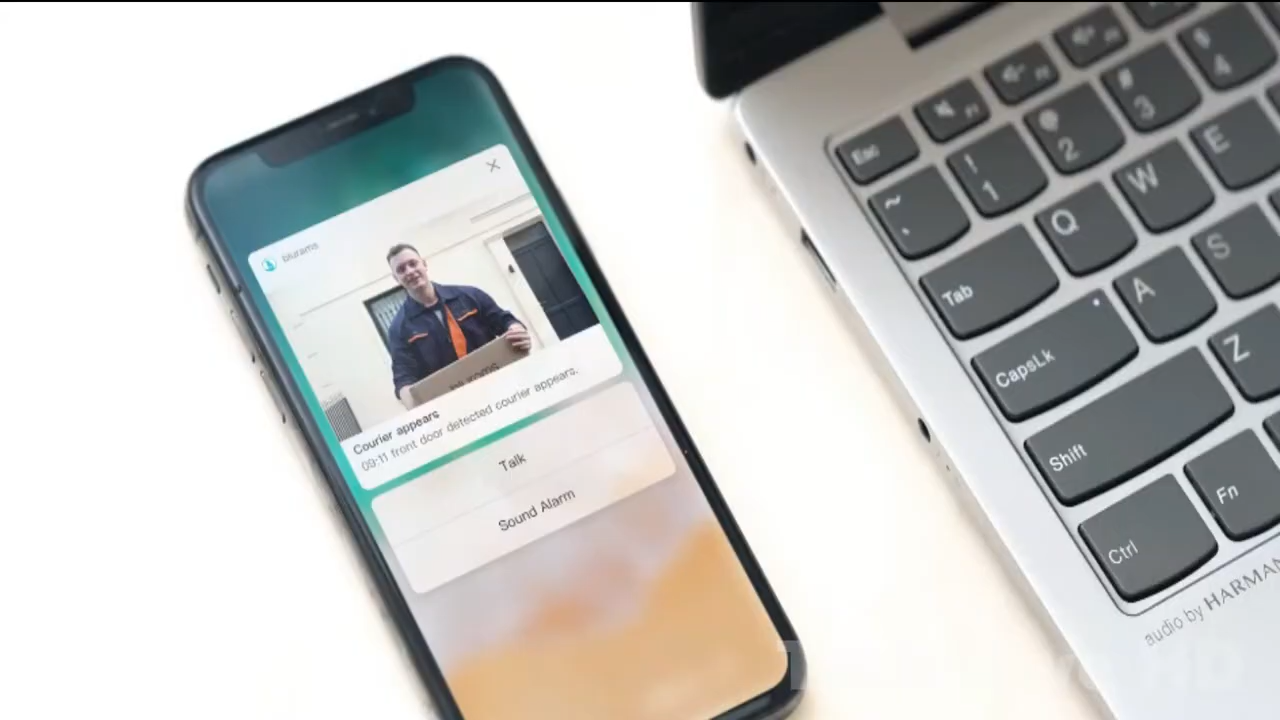 blurams
Courier appears
09:11 front door detected courier appears.
Talk
Sound Alarm
Esc
F1
~
!
1
@
2
#
3
$
4
Tab
Q
W
E
CapsLk
A
S
Shift
Z
Ctrl
Fn
audio by HARMAN